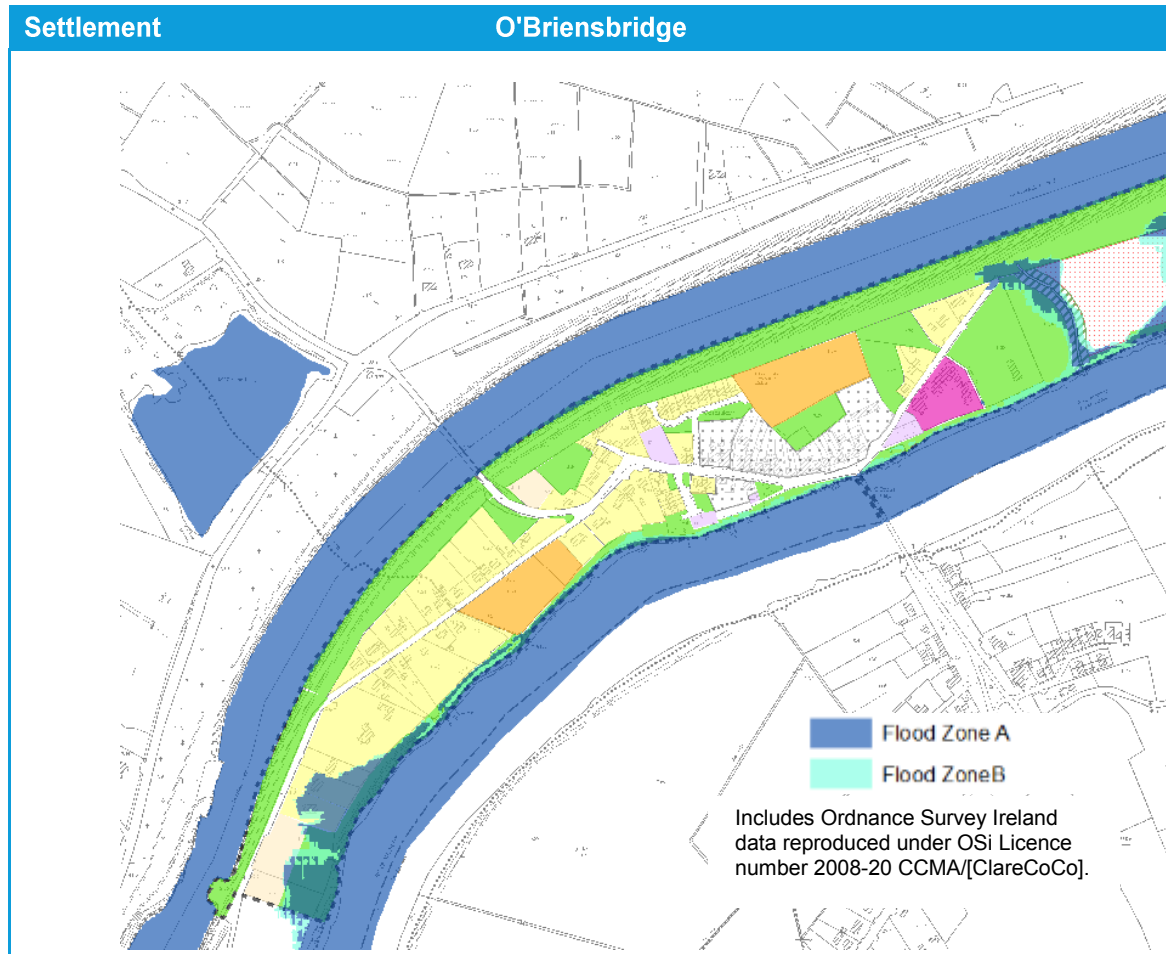 Settlement
O'Briensbridge
Flood Zone A
Flood ZoneB
Includes Ordnance Survey Ireland
data reproduced under OSi Licence
number 2008-20 CCMA/[ClareCoCo].